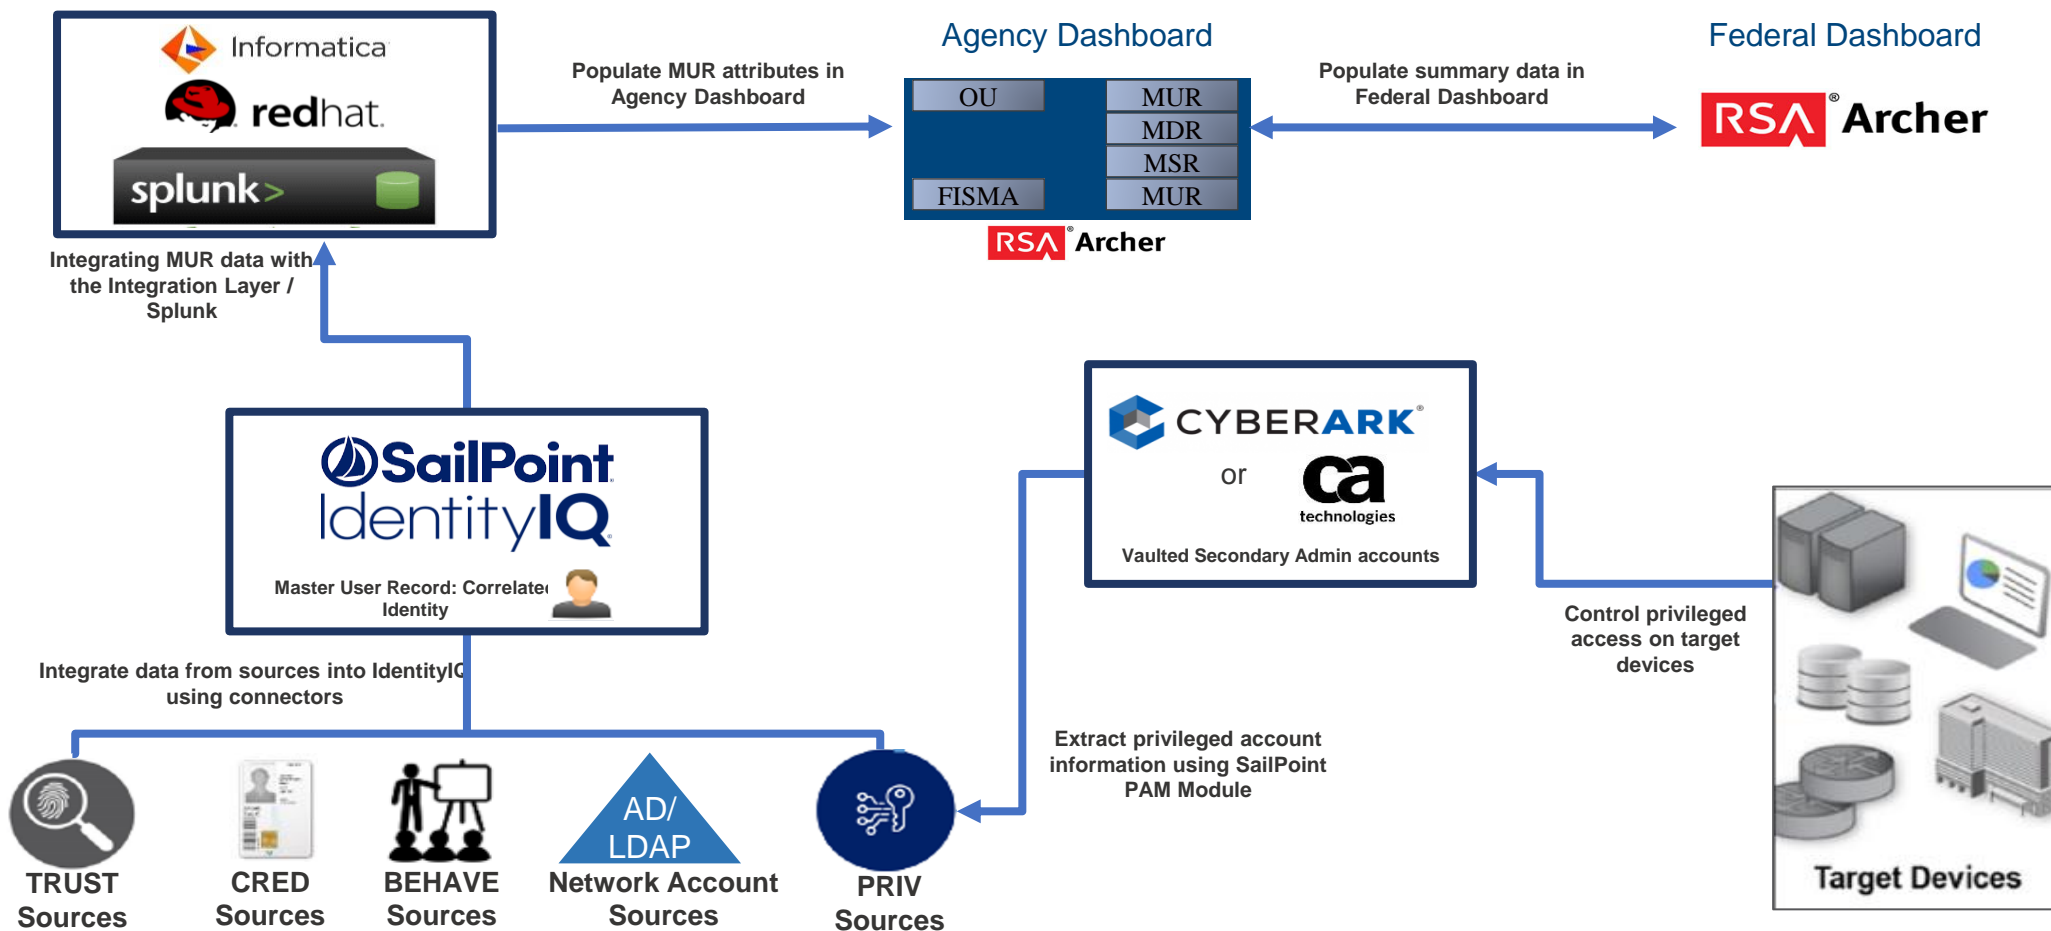 Informatica
redhat.
splunk>
Integrating MUR data with
the Integration Layer /
Splunk
Populate MUR attributes in
Agency Dashboard
Agency Dashboard
OU
FISMA
MUR
MDR
MSR
MUR
RSA® Archer
Populate summary data in
Federal Dashboard
Federal Dashboard
RSA® Archer
SailPoint
IdentityIQ
Master User Record: Correlated
Identity
Integrate data from sources into IdentityIQ
using connectors
CYBERARK®
or
ca
technologies
Vaulted Secondary Admin accounts
Control privileged
access on target
devices
Extract privileged account
information using SailPoint
PAM Module
Target Devices
TRUST
Sources
CRED
Sources
BEHAVE
Sources
AD/
LDAP
Network Account
Sources
PRIV
Sources